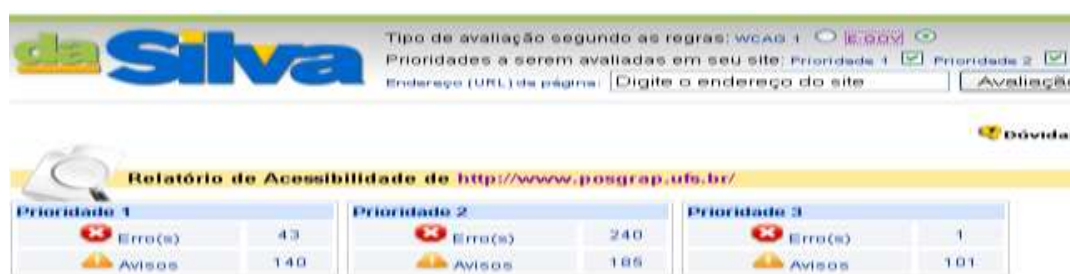 daSilva
Tipo de avaliação segundo as regras: WCAG 1 E-GOV
Prioridades a serem avaliadas em seu site: Prioridade 1 Prioridade 2
Endereço (URL) da página: Digite o endereço do site Avaliação
Dúvida
Relatório de Acessibilidade de http://www.posgrap.ufs.br/
Prioridade 1 Prioridade 2 Prioridade 3
Erro(s) 43 Erro(s) 240 Erro(s) 1
Avisos 140 Avisos 185 Avisos 101